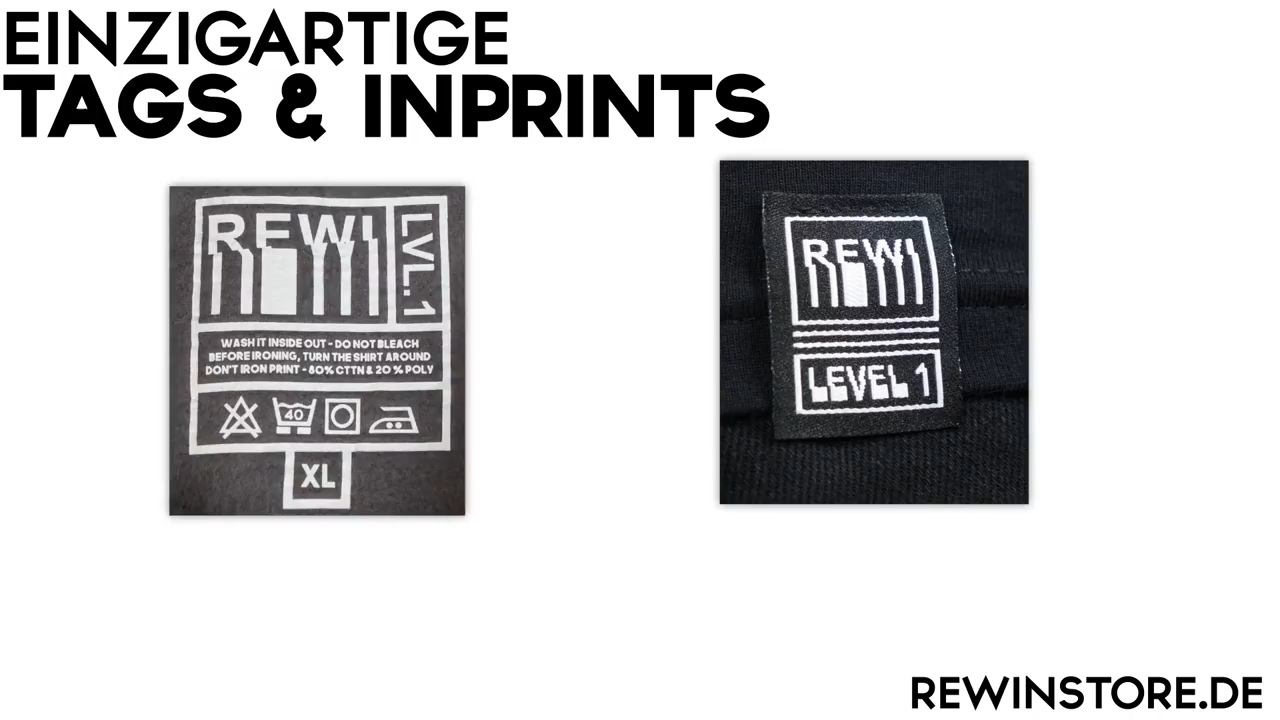 EINZIGARTIGE
TAGS & INPRINTS
REWI
LVL.1
WASH IT INSIDE OUT - DO NOT BLEACH
BEFORE IRONING, TURN THE SHIRT AROUND
DON'T IRON PRINT - 80% CTTN & 20 % POLY
40
XL
REWI
LEVEL 1
REWINSTORE.DE